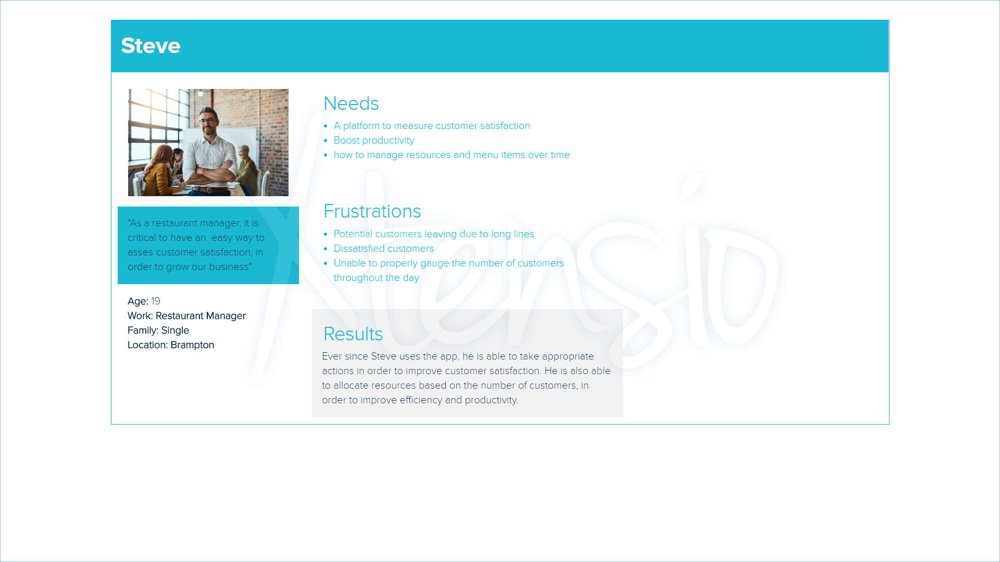 Steve
"As a restaurant manager, it is
critical to have an  easy way to
asses customer satisfaction, in
order to grow our business"
Age: 19
Work: Restaurant Manager
Family: Single
Location: Brampton
Needs
• A platform to measure customer satisfaction
• Boost productivity
• how to manage resources and menu items over time
Frustrations
• Potential customers leaving due to long lines
• Dissatisfied customers
• Unable to properly gauge the number of customers
throughout the day
Results
Ever since Steve uses the app, he is able to take appropriate
actions in order to improve customer satisfaction. He is also able
to allocate resources based on the number of customers, in
order to improve efficiency and productivity.
Xtensio